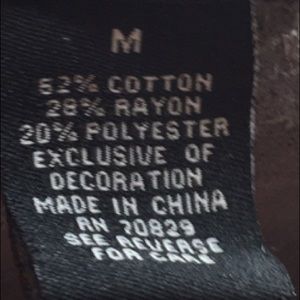 M
52% COTTON
28% RAYON
20% POLYESTER
EXCLUSIVE OF
DECORATION
MADE IN CHINA
RN 70829
SEE REVERSE
FOR CARE